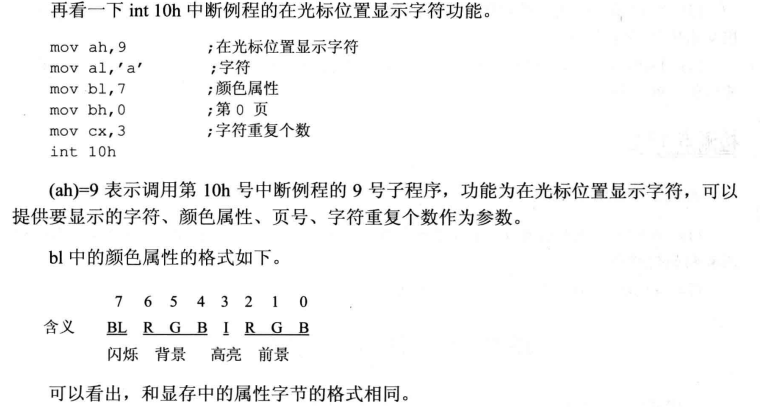 再看一下 int 10h 中断例程的在光标位置显示字符功能。
mov ah,9 ;在光标位置显示字符
mov al,'a' ;字符
mov bl,7 ;颜色属性
mov bh,0 ;第 0 页
mov cx,3 ;字符重复个数
int 10h
(ah)=9 表示调用第 10h 号中断例程的 9 号子程序，功能为在光标位置显示字符，可以
提供要显示的字符、颜色属性、页号、字符重复个数作为参数。
bl 中的颜色属性的格式如下。
7 6 5 4 3 2 1 0
含义 BL R G B I R G B
闪烁 背景 高亮 前景
可以看出，和显存中的属性字节的格式相同。